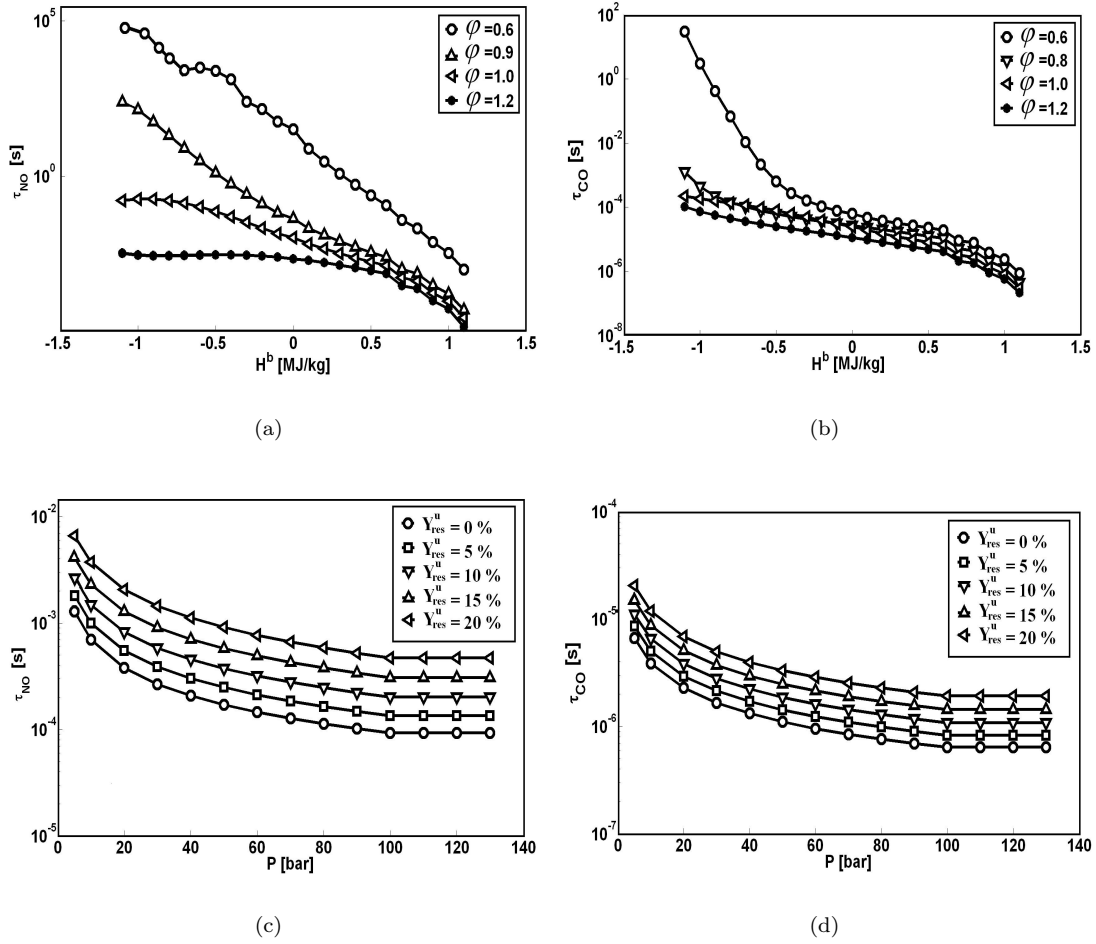 10^5
10^0
τ_NO [s]
-1.5 -1 -0.5 0 0.5 1 1.5
H^b [MJ/kg]
φ=0.6
φ=0.9
φ=1.0
φ=1.2
(a)
10^2
10^0
10^-2
10^-4
10^-6
10^-8
τ_CO [s]
-1.5 -1 -0.5 0 0.5 1 1.5
H^b [MJ/kg]
φ=0.6
φ=0.8
φ=1.0
φ=1.2
(b)
10^-2
10^-3
10^-4
10^-5
τ_NO [s]
0 20 40 60 80 100 120 140
P [bar]
Y^u_res = 0 %
Y^u_res = 5 %
Y^u_res = 10 %
Y^u_res = 15 %
Y^u_res = 20 %
(c)
10^-4
10^-5
10^-6
10^-7
τ_CO [s]
0 20 40 60 80 100 120 140
P [bar]
Y^u_res = 0 %
Y^u_res = 5 %
Y^u_res = 10 %
Y^u_res = 15 %
Y^u_res = 20 %
(d)